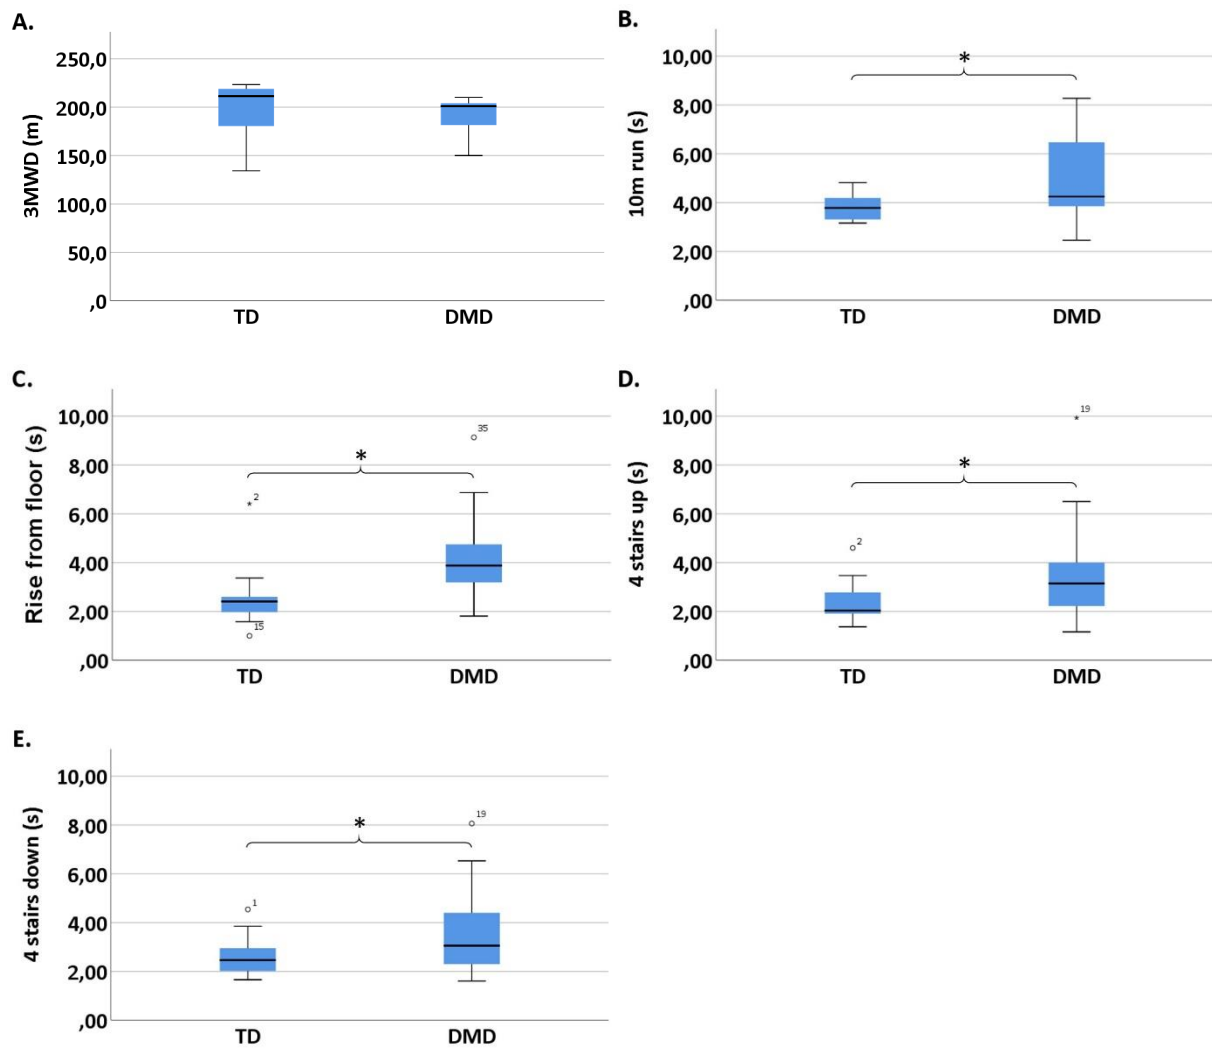 A.
3MWD (m)
250,0
200,0
150,0
100,0
50,0
,0
TD
DMD
B.
10m run (s)
10,00
8,00
6,00
4,00
2,00
,00
*
TD
DMD
C.
Rise from floor (s)
10,00
8,00
6,00
4,00
2,00
,00
*
*2
15
35
TD
DMD
D.
4 stairs up (s)
10,00
8,00
6,00
4,00
2,00
,00
*
2
*19
TD
DMD
E.
4 stairs down (s)
10,00
8,00
6,00
4,00
2,00
,00
*
1
19
TD
DMD